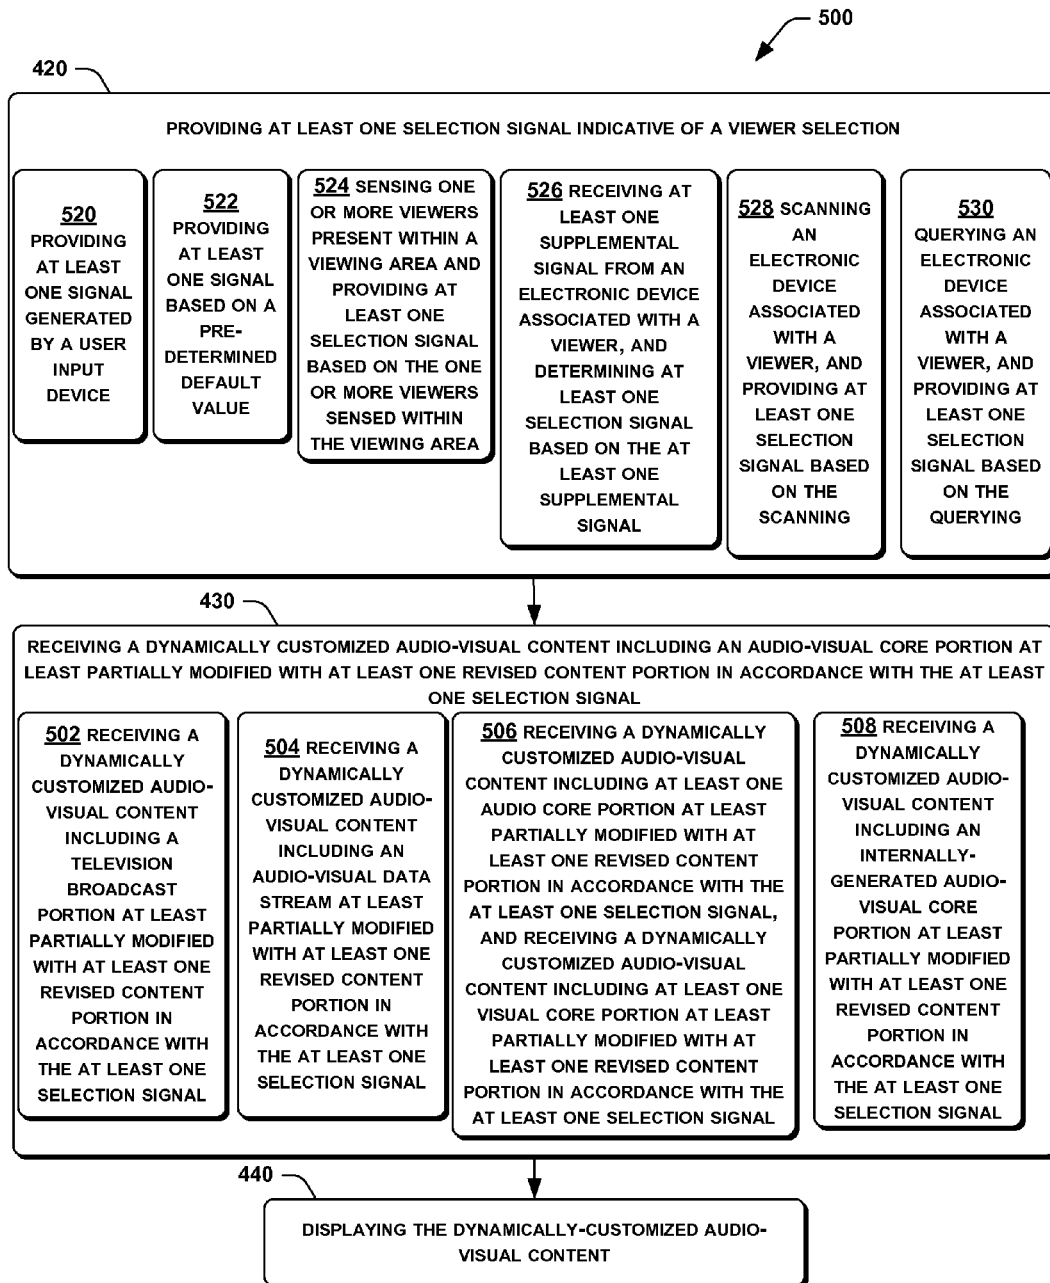 500
420
PROVIDING AT LEAST ONE SELECTION SIGNAL INDICATIVE OF A VIEWER SELECTION
520
PROVIDING
AT LEAST
ONE SIGNAL
GENERATED
BY A USER
INPUT
DEVICE
522
PROVIDING
AT LEAST
ONE SIGNAL
BASED ON A
PRE-
DETERMINED
DEFAULT
VALUE
524 SENSING ONE
OR MORE VIEWERS
PRESENT WITHIN A
VIEWING AREA AND
PROVIDING AT
LEAST ONE
SELECTION SIGNAL
BASED ON THE ONE
OR MORE VIEWERS
SENSED WITHIN
THE VIEWING AREA
526 RECEIVING AT
LEAST ONE
SUPPLEMENTAL
SIGNAL FROM AN
ELECTRONIC DEVICE
ASSOCIATED WITH A
VIEWER, AND
DETERMINING AT
LEAST ONE
SELECTION SIGNAL
BASED ON THE AT
LEAST ONE
SUPPLEMENTAL
SIGNAL
528 SCANNING
AN
ELECTRONIC
DEVICE
ASSOCIATED
WITH A
VIEWER, AND
PROVIDING AT
LEAST ONE
SELECTION
SIGNAL BASED
ON THE
SCANNING
530
QUERYING AN
ELECTRONIC
DEVICE
ASSOCIATED
WITH A
VIEWER, AND
PROVIDING AT
LEAST ONE
SELECTION
SIGNAL BASED
ON THE
QUERYING
430
RECEIVING A DYNAMICALLY CUSTOMIZED AUDIO-VISUAL CONTENT INCLUDING AN AUDIO-VISUAL CORE PORTION AT
LEAST PARTIALLY MODIFIED WITH AT LEAST ONE REVISED CONTENT PORTION IN ACCORDANCE WITH THE AT LEAST
ONE SELECTION SIGNAL
502 RECEIVING A
DYNAMICALLY
CUSTOMIZED AUDIO-
VISUAL CONTENT
INCLUDING A
TELEVISION
BROADCAST
PORTION AT LEAST
PARTIALLY MODIFIED
WITH AT LEAST ONE
REVISED CONTENT
PORTION IN
ACCORDANCE WITH
THE AT LEAST ONE
SELECTION SIGNAL
504 RECEIVING A
DYNAMICALLY
CUSTOMIZED AUDIO-
VISUAL CONTENT
INCLUDING AN
AUDIO-VISUAL DATA
STREAM AT LEAST
PARTIALLY MODIFIED
WITH AT LEAST ONE
REVISED CONTENT
PORTION IN
ACCORDANCE WITH
THE AT LEAST ONE
SELECTION SIGNAL
506 RECEIVING A DYNAMICALLY
CUSTOMIZED AUDIO-VISUAL
CONTENT INCLUDING AT LEAST ONE
AUDIO CORE PORTION AT LEAST
PARTIALLY MODIFIED WITH AT
LEAST ONE REVISED CONTENT
PORTION IN ACCORDANCE WITH THE
AT LEAST ONE SELECTION SIGNAL,
AND RECEIVING A DYNAMICALLY
CUSTOMIZED AUDIO-VISUAL
CONTENT INCLUDING AT LEAST ONE
VISUAL CORE PORTION AT LEAST
PARTIALLY MODIFIED WITH AT
LEAST ONE REVISED CONTENT
PORTION IN ACCORDANCE WITH THE
AT LEAST ONE SELECTION SIGNAL
508 RECEIVING A
DYNAMICALLY
CUSTOMIZED AUDIO-
VISUAL CONTENT
INCLUDING AN
INTERNALLY-
GENERATED AUDIO-
VISUAL CORE
PORTION AT LEAST
PARTIALLY MODIFIED
WITH AT LEAST ONE
REVISED CONTENT
PORTION IN
ACCORDANCE WITH
THE AT LEAST ONE
SELECTION SIGNAL
440
DISPLAYING THE DYNAMICALLY-CUSTOMIZED AUDIO-
VISUAL CONTENT